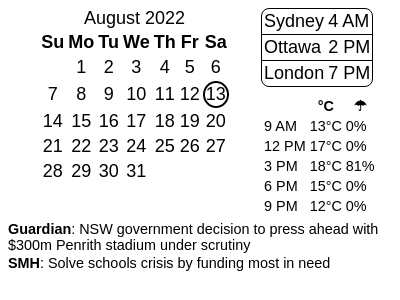 August 2022
Su Mo Tu We Th Fr Sa
1 2 3 4 5 6
7 8 9 10 11 12 13
14 15 16 17 18 19 20
21 22 23 24 25 26 27
28 29 30 31
Sydney 4 AM
Ottawa 2 PM
London 7 PM
°C ☂
9 AM 13°C 0%
12 PM 17°C 0%
3 PM 18°C 81%
6 PM 15°C 0%
9 PM 12°C 0%
Guardian: NSW government decision to press ahead with
$300m Penrith stadium under scrutiny
SMH: Solve schools crisis by funding most in need